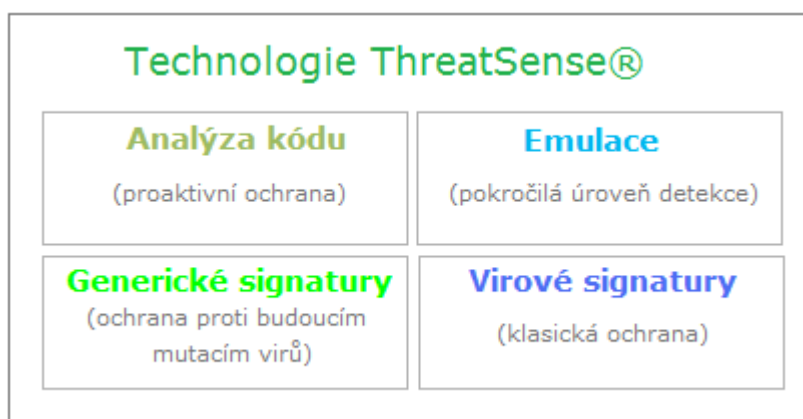 Technologie ThreatSense®
Analýza kódu
(proaktivní ochrana)
Emulace
(pokročilá úroveň detekce)
Generické signatury
(ochrana proti budoucím
mutacím virů)
Virové signatury
(klasická ochrana)